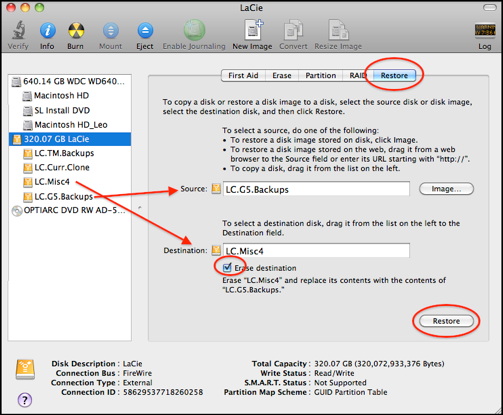 LaCie
Verify
Info
Burn
Mount
Eject
Enable Journaling
New Image
Convert
Resize Image
Log
640.14 GB WDC WD640...
Macintosh HD
SL Install DVD
Macintosh HD_Leo
320.07 GB LaCie
LC.TM.Backups
LC.Curr.Clone
LC.Misc4
LC.G5.Backups
OPTIARC DVD RW AD-5...
First Aid
Erase
Partition
RAID
Restore
To copy a disk or restore a disk image to a disk, select the source disk or disk image,
select the destination disk, and then click Restore.
To select a source, do one of the following:
• To restore a disk image stored on disk, click Image.
• To restore a disk image stored on the web, drag it from a web
browser to the Source field or enter its URL starting with “http://”.
• To copy a disk, drag it from the list on the left.
Source: LC.G5.Backups
Image...
To select a destination disk, drag it from the list on the left to the
Destination field.
Destination: LC.Misc4
Erase destination
Erase “LC.Misc4” and replace its contents with the contents of
“LC.G5.Backups.”
Restore
Disk Description : LaCie
Connection Bus : FireWire
Connection Type : External
Connection ID : 58629537718260258
Total Capacity : 320.07 GB (320,072,933,376 Bytes)
Write Status : Read/Write
S.M.A.R.T. Status : Not Supported
Partition Map Scheme : GUID Partition Table
?